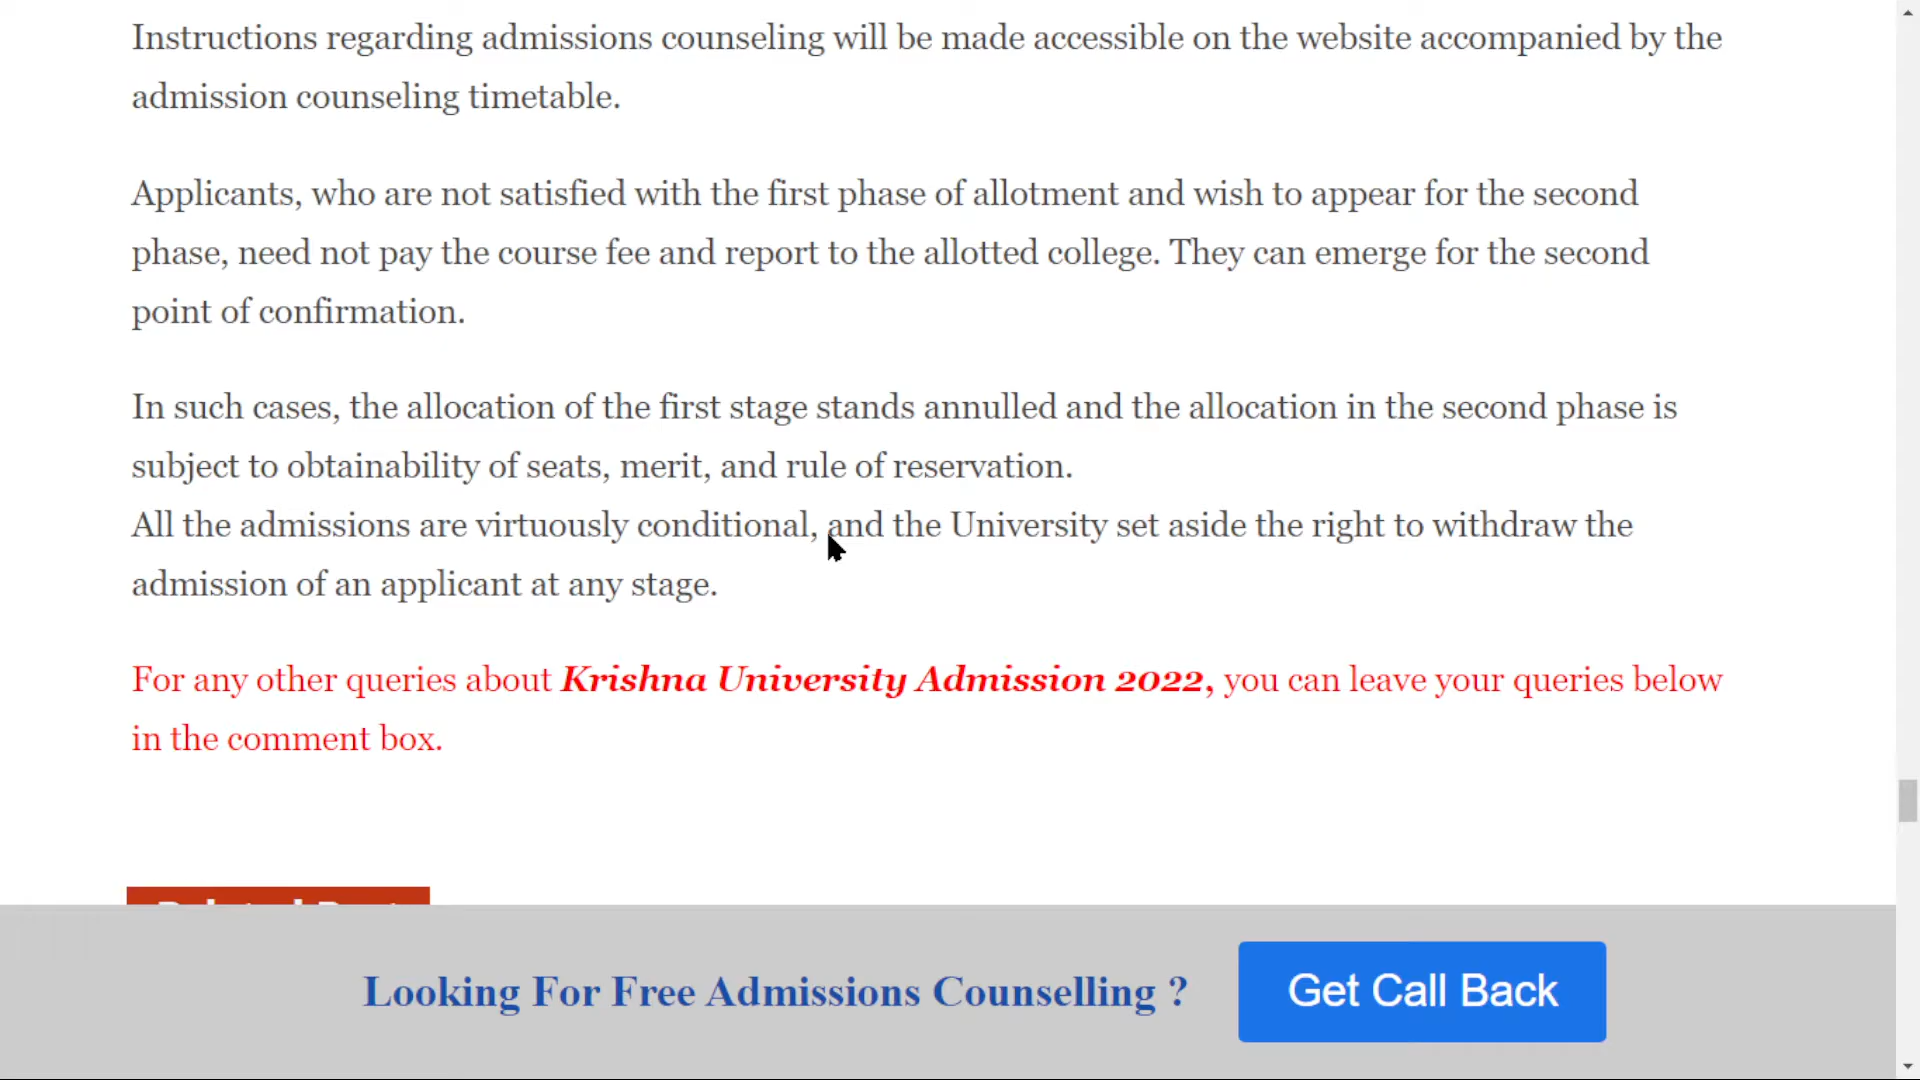 Instructions regarding admissions counseling will be made accessible on the website accompanied by the
admission counseling timetable.
Applicants, who are not satisfied with the first phase of allotment and wish to appear for the second
phase, need not pay the course fee and report to the allotted college. They can emerge for the second
point of confirmation.
In such cases, the allocation of the first stage stands annulled and the allocation in the second phase is
subject to obtainability of seats, merit, and rule of reservation.
All the admissions are virtuously conditional, and the University set aside the right to withdraw the
admission of an applicant at any stage.
For any other queries about Krishna University Admission 2022, you can leave your queries below
in the comment box.
Looking For Free Admissions Counselling ?
Get Call Back